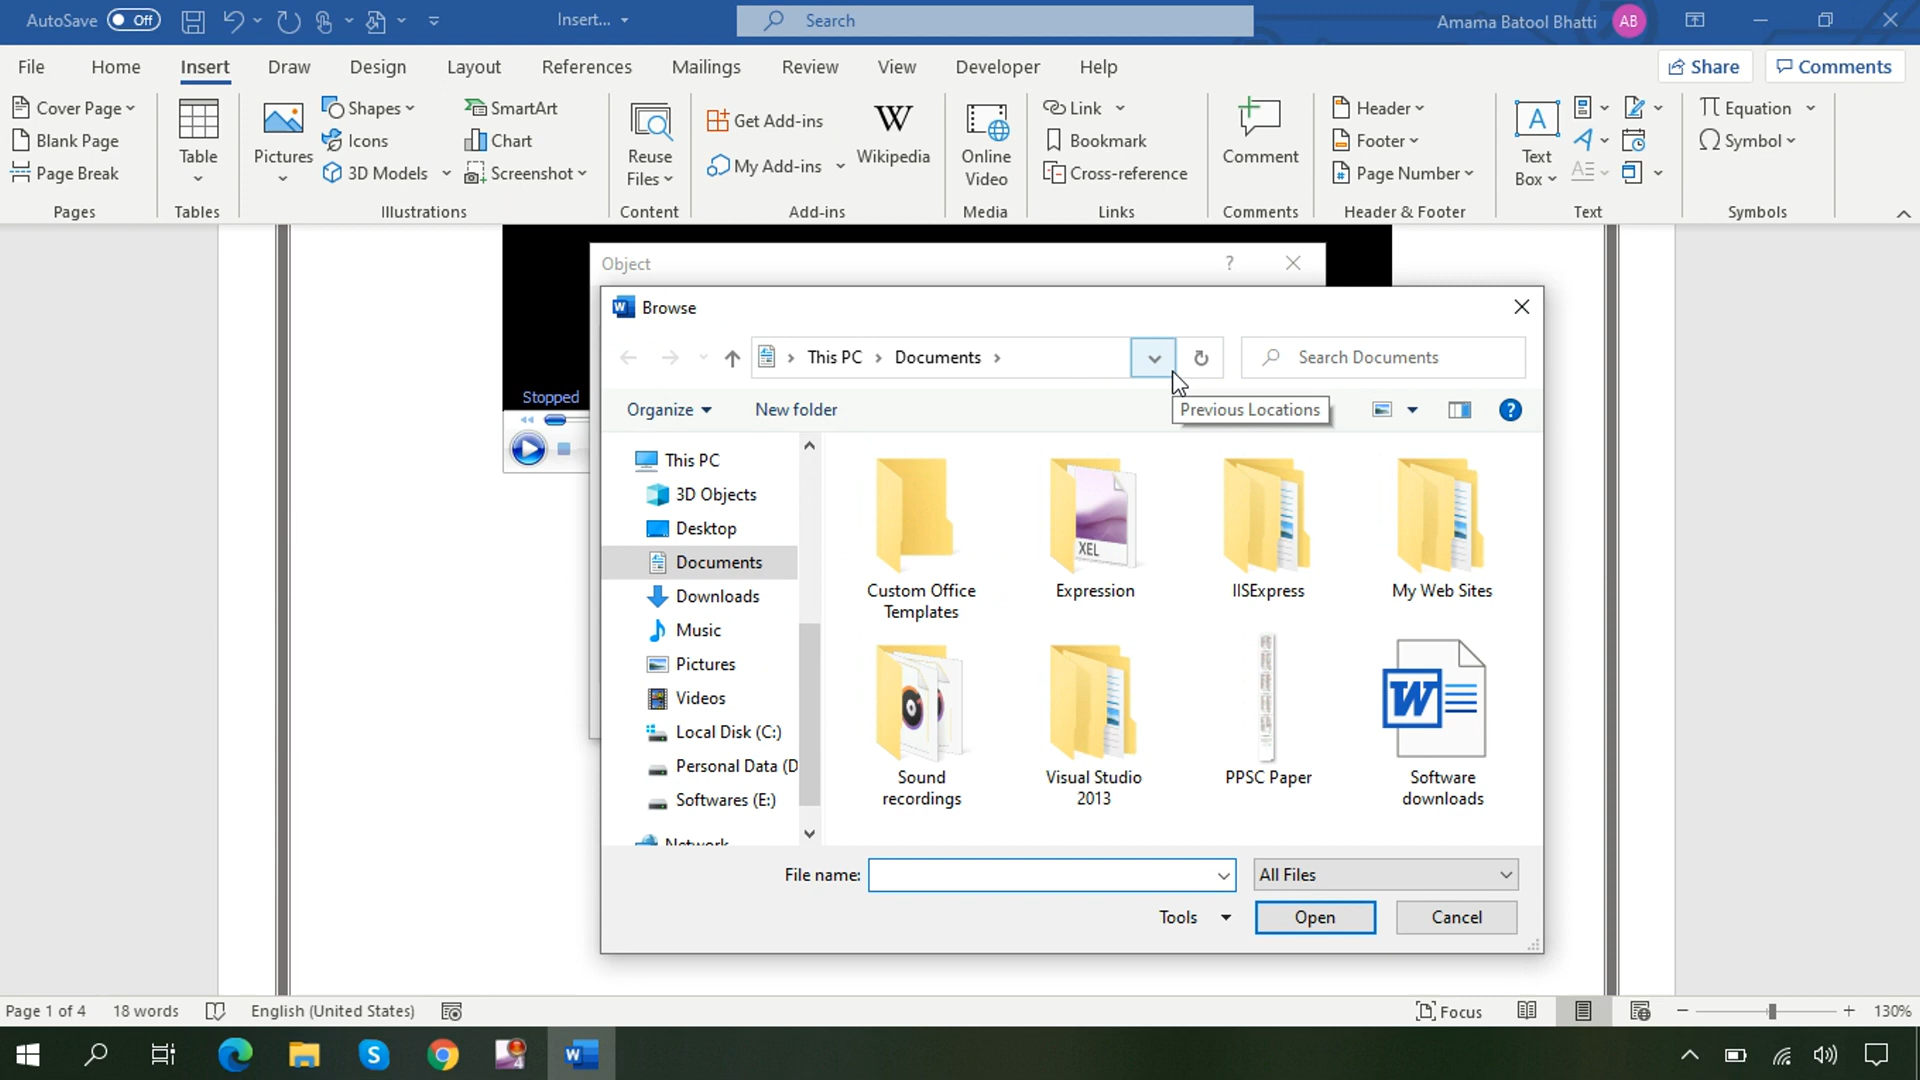 AutoSave Off Insert... Search Amama Batool Bhatti AB
File Home Insert Draw Design Layout References Mailings Review View Developer Help Share Comments
Cover Page Shapes SmartArt Get Add-ins Link Header Equation
Blank Page Icons Chart Bookmark Footer Symbol
Page Break 3D Models Screenshot My Add-ins Cross-reference Page Number
Table Pictures Reuse Files Wikipedia Online Video Comment A Text Box
Pages Tables Illustrations Content Add-ins Media Links Comments Header & Footer Text Symbols
Object ?
Browse
This PC Documents Search Documents
Stopped
Organize New folder Previous Locations ?
This PC
3D Objects
Desktop
Documents
Downloads
Music
Pictures
Videos
Local Disk (C:)
Personal Data (D
Softwares (E:)
Network
XEL
Custom Office Templates Expression IISExpress My Web Sites
W
Sound recordings Visual Studio 2013 PPSC Paper Software downloads
File name: All Files
Tools Open Cancel
Page 1 of 4 18 words English (United States) Focus 130%